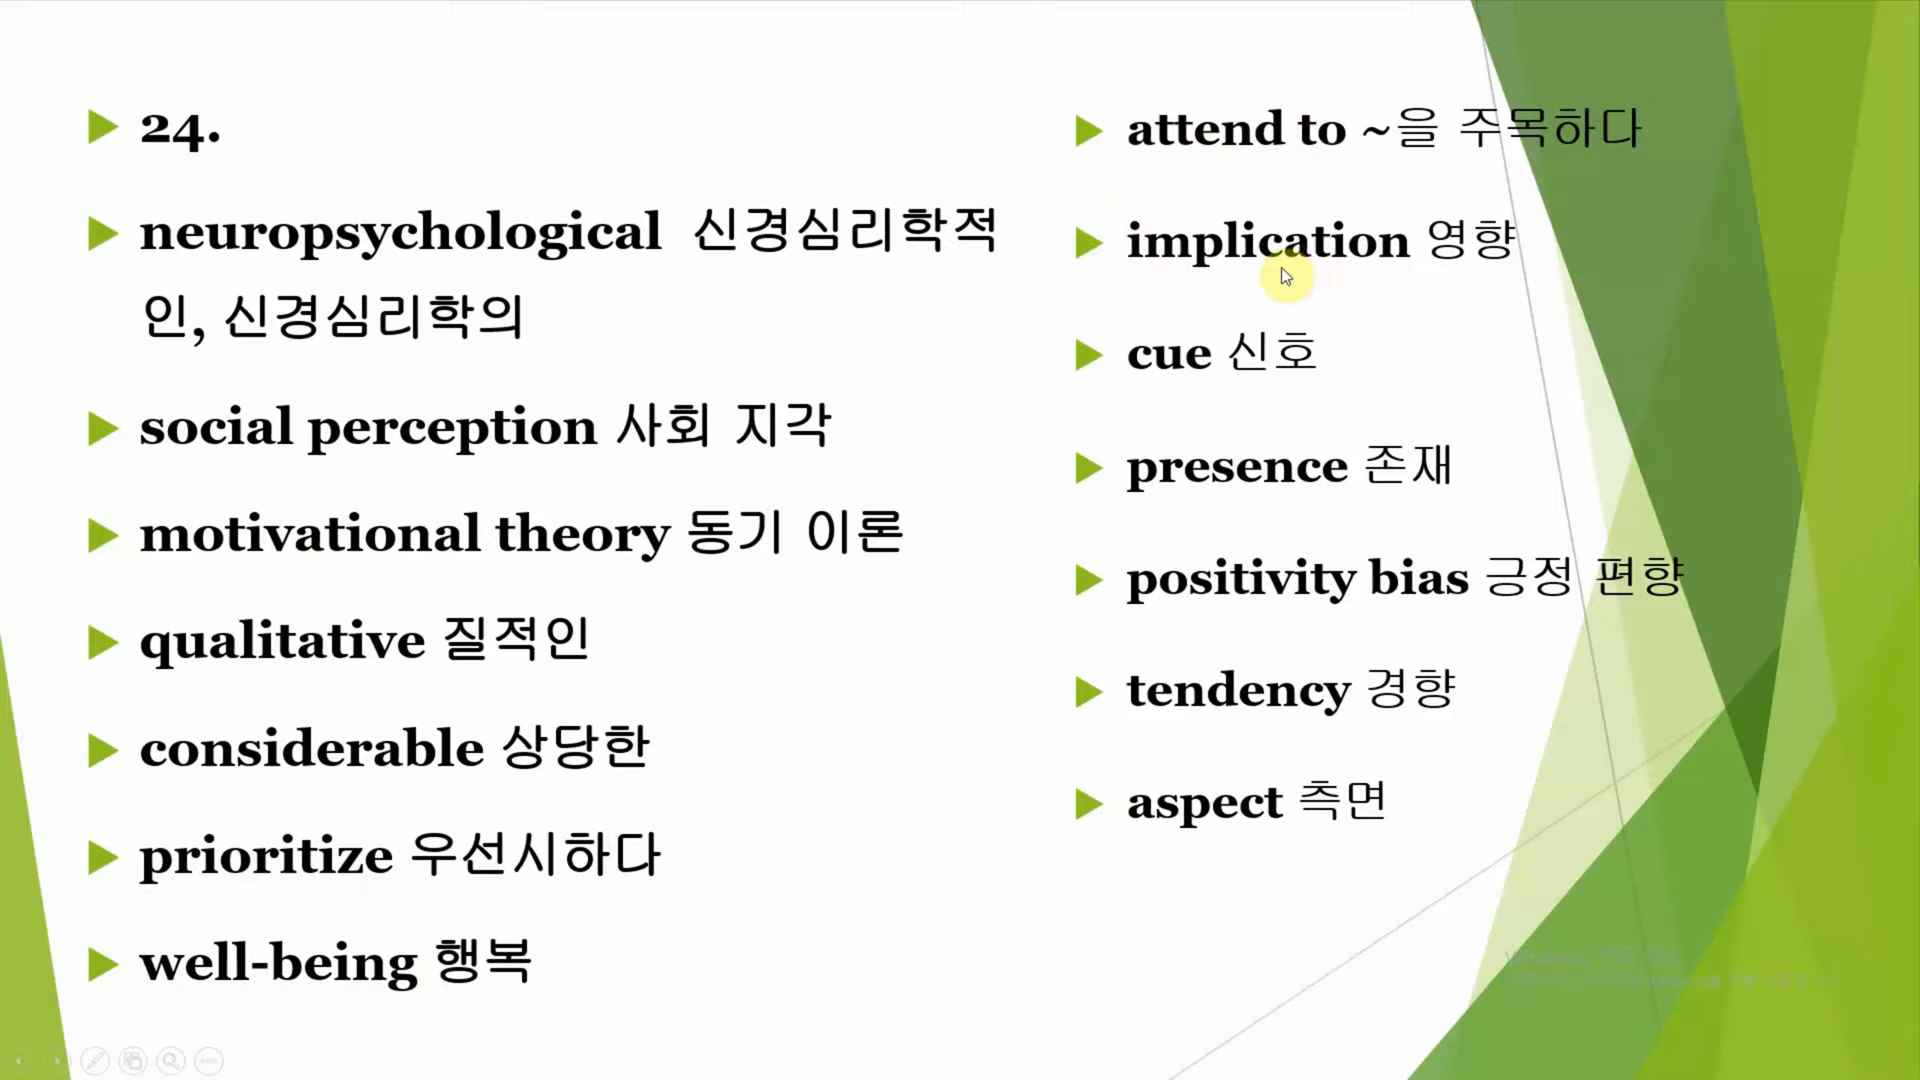 24.
neuropsychological 신경심리학적
인, 신경심리학의
social perception 사회 지각
motivational theory 동기 이론
qualitative 질적인
considerable 상당한
prioritize 우선시하다
well-being 행복
attend to ~을 주목하다
implication 영향
cue 신호
presence 존재
positivity bias 긍정 편향
tendency 경향
aspect 측면